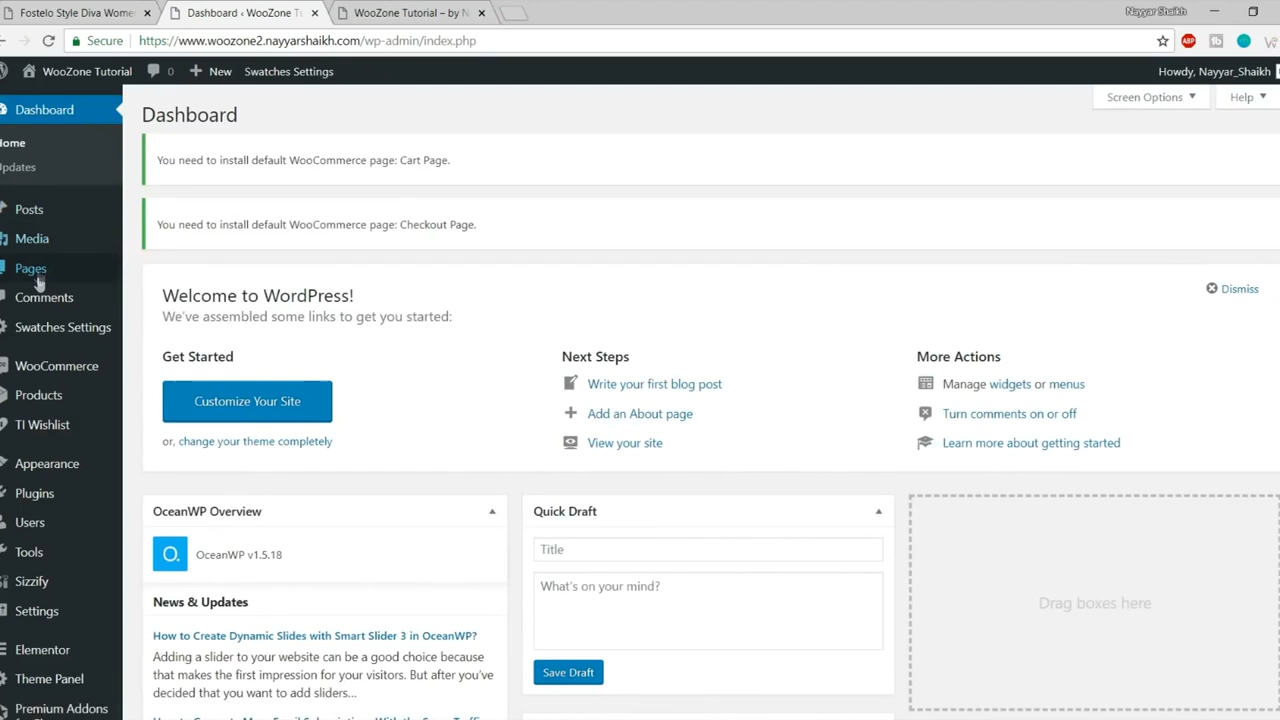 Fostelo Style Diva Wome
Dashboard ‹ WooZone Tu
WooZone Tutorial – by N
Nayyar Shaikh
Secure
https://www.woozone2.nayyarshaikh.com/wp-admin/index.php
ABP
WooZone Tutorial
0
New
Swatches Settings
Howdy, Nayyar_Shaikh
Dashboard
Home
Updates
Posts
Media
Pages
Comments
Swatches Settings
WooCommerce
Products
TI Wishlist
Appearance
Plugins
Users
Tools
Sizzify
Settings
Elementor
Theme Panel
Premium Addons
Screen Options
Help
Dashboard
You need to install default WooCommerce page: Cart Page.
You need to install default WooCommerce page: Checkout Page.
Welcome to WordPress!
We've assembled some links to get you started:
Dismiss
Get Started
Customize Your Site
or, change your theme completely
Next Steps
Write your first blog post
Add an About page
View your site
More Actions
Manage widgets or menus
Turn comments on or off
Learn more about getting started
OceanWP Overview
O.
OceanWP v1.5.18
News & Updates
How to Create Dynamic Slides with Smart Slider 3 in OceanWP?
Adding a slider to your website can be a good choice because
that makes the first impression for your visitors. But after you've
decided that you want to add sliders...
Quick Draft
Title
What's on your mind?
Save Draft
Drag boxes here